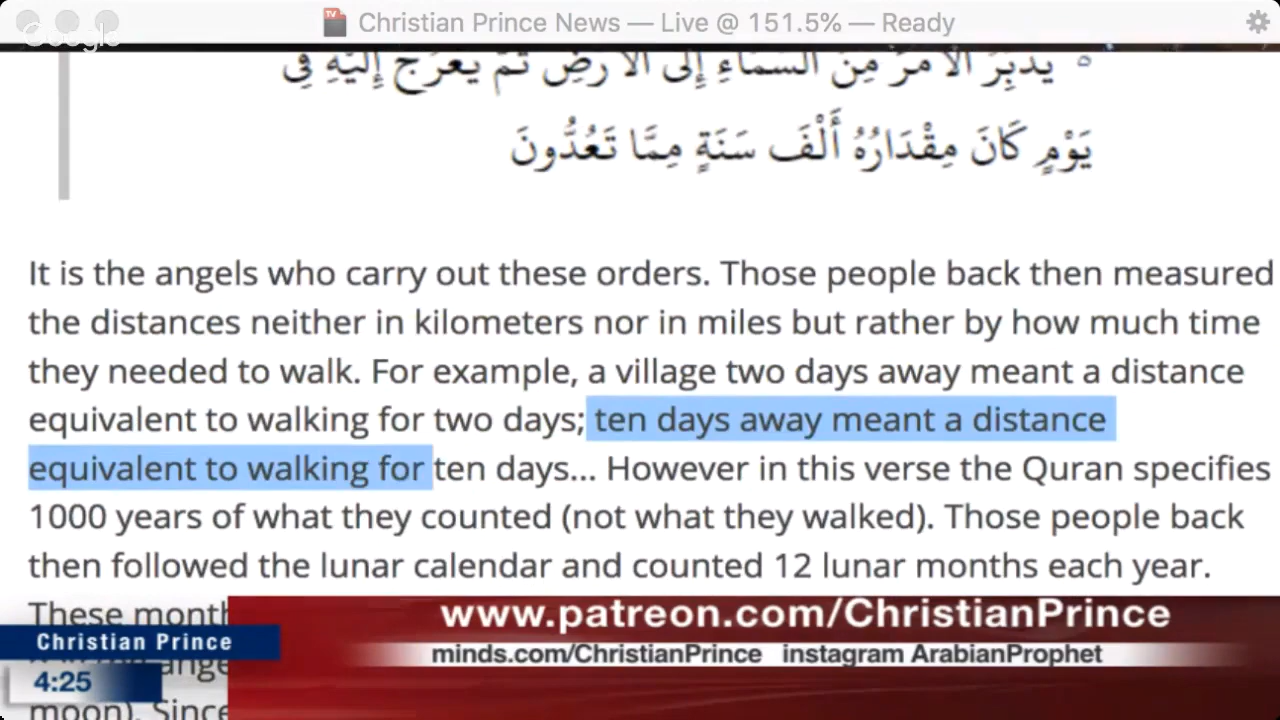 Christian Prince News — Live @ 151.5% — Ready
Google
٥ يُدَبِّرُ الْأَمْرَ مِنَ السَّمَاءِ إِلَى الْأَرْضِ ثُمَّ يَعْرُجُ إِلَيْهِ فِي
يَوْمٍ كَانَ مِقْدَارُهُ أَلْفَ سَنَةٍ مِمَّا تَعُدُّونَ
It is the angels who carry out these orders. Those people back then measured
the distances neither in kilometers nor in miles but rather by how much time
they needed to walk. For example, a village two days away meant a distance
equivalent to walking for two days; ten days away meant a distance
equivalent to walking for ten days... However in this verse the Quran specifies
1000 years of what they counted (not what they walked). Those people back
then followed the lunar calendar and counted 12 lunar months each year.
These mont
www.patreon.com/ChristianPrince
Christian Prince
minds.com/ChristianPrince instagram ArabianProphet
4:25
moon). Since